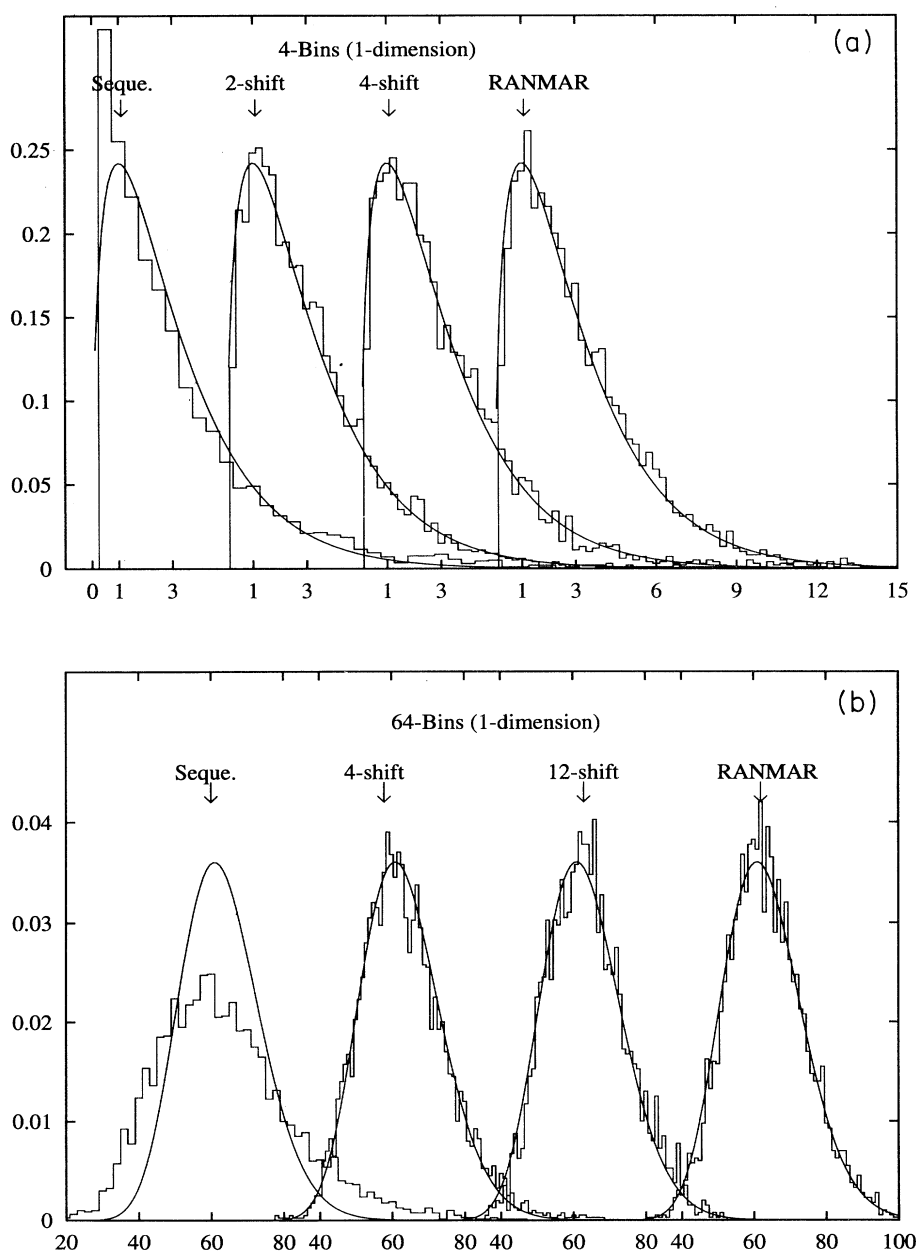 (a)
4-Bins (1-dimension)
Seque. 2-shift 4-shift RANMAR
0.25
0.2
0.15
0.1
0.05
0
0 1 3 1 3 1 3 1 3 6 9 12 15
(b)
64-Bins (1-dimension)
Seque. 4-shift 12-shift RANMAR
0.04
0.03
0.02
0.01
0
20 40 60 80 40 60 80 40 60 80 40 60 80 100